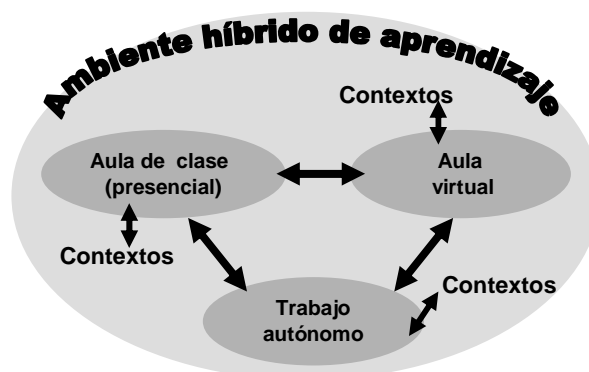 Ambiente híbrido de aprendizaje
Contextos
Aula de clase
(presencial)
Aula
virtual
Contextos
Contextos
Trabajo
autónomo